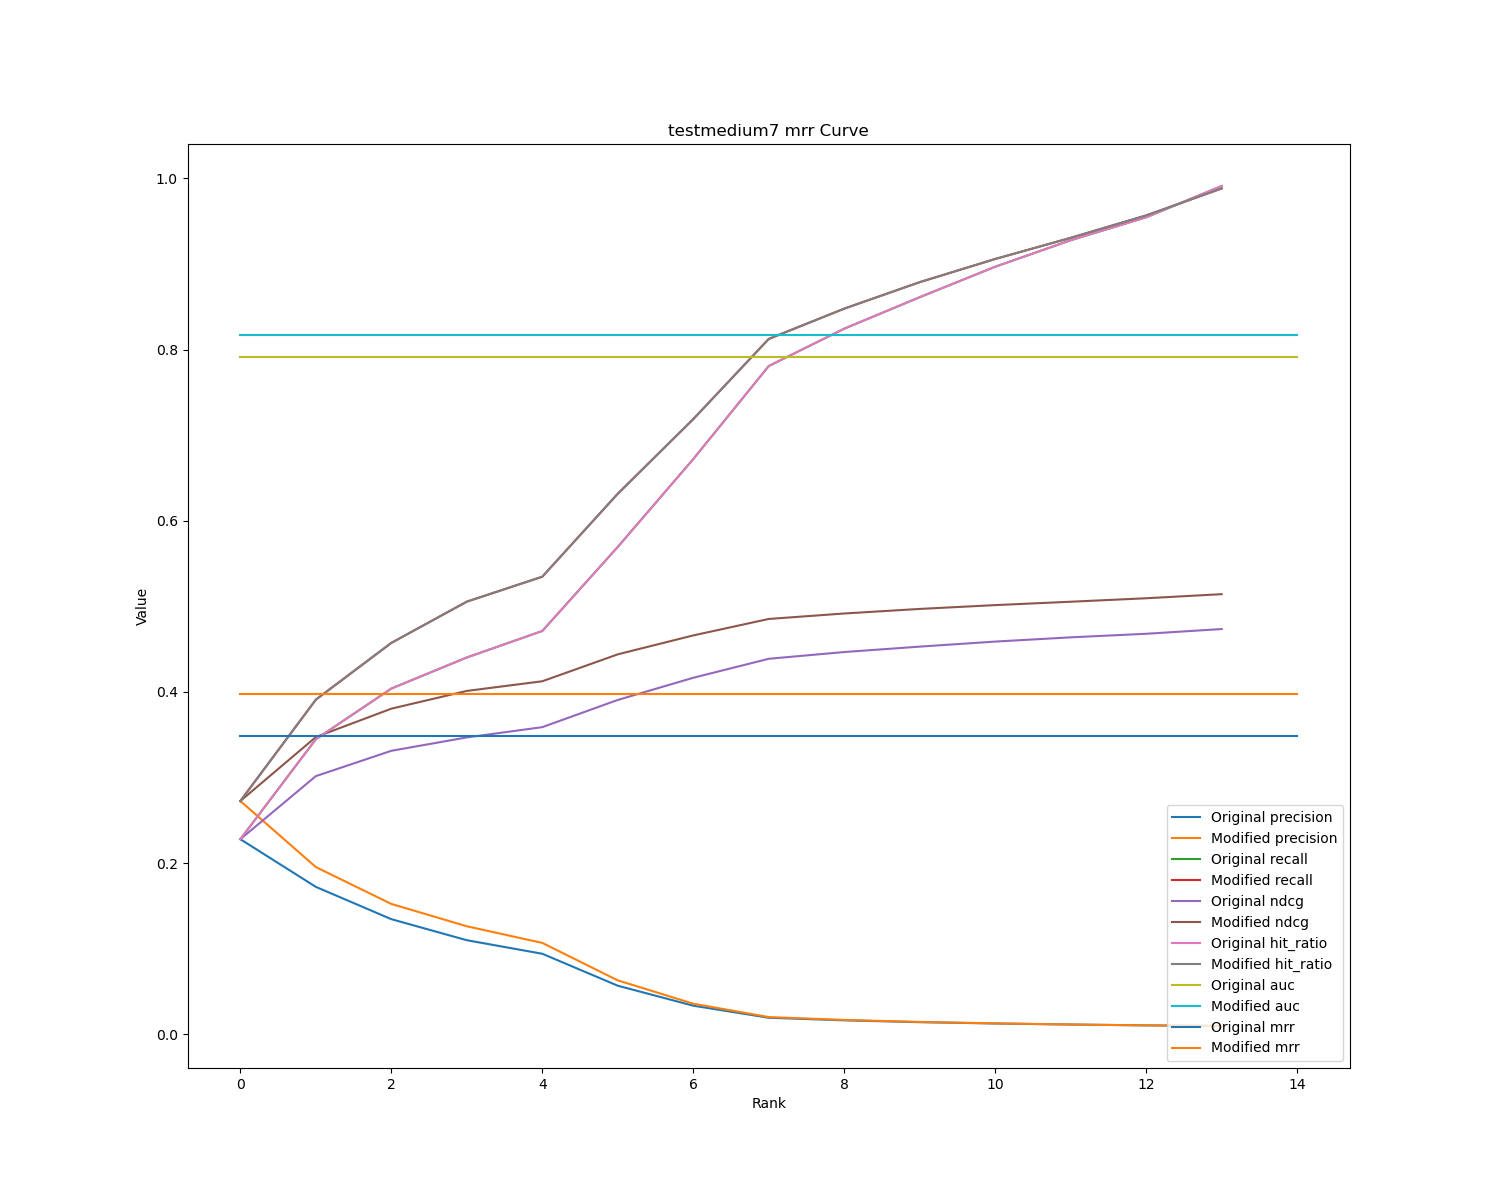 testmedium7 mrr Curve
1.0
0.8
0.6
0.4
0.2
0.0
Value
0 2 4 6 8 10 12 14
Rank
Original precision
Modified precision
Original recall
Modified recall
Original ndcg
Modified ndcg
Original hit_ratio
Modified hit_ratio
Original auc
Modified auc
Original mrr
Modified mrr